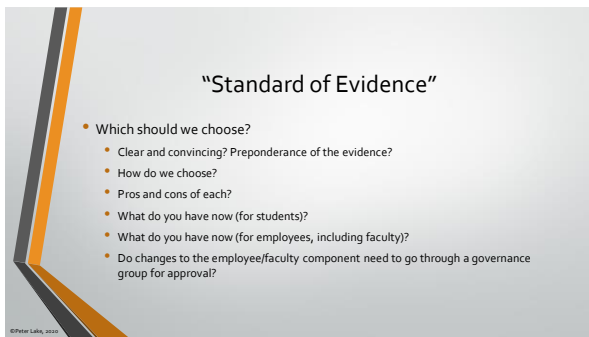 “Standard of Evidence”
• Which should we choose?
• Clear and convincing? Preponderance of the evidence?
• How do we choose?
• Pros and cons of each?
• What do you have now (for students)?
• What do you have now (for employees, including faculty)?
• Do changes to the employee/faculty component need to go through a governance
group for approval?
©Peter Lake, 2020